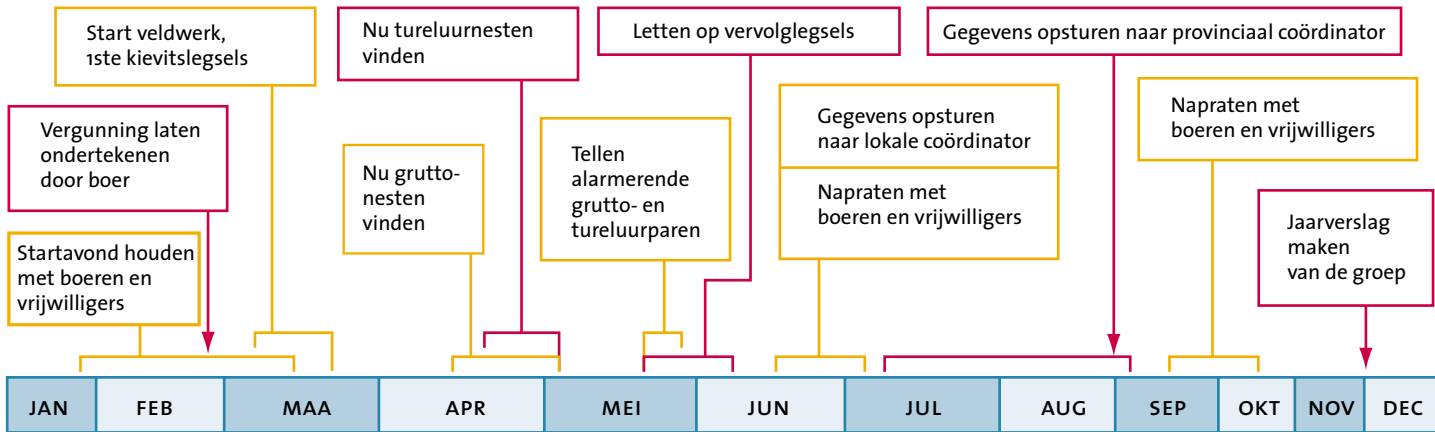 Start veldwerk,
1ste kievitslegsels
Nu tureluurnesten
vinden
Letten op vervolglegsels
Gegevens opsturen naar provinciaal coördinator
Vergunning laten
ondertekenen
door boer
Nu grutto-
nesten
vinden
Tellen
alarmerende
grutto- en
tureluurparen
Gegevens opsturen
naar lokale coördinator
Napraten met
boeren en vrijwilligers
Napraten met
boeren en vrijwilligers
Startavond houden
met boeren en
vrijwilligers
Jaarverslag
maken
van de groep
JAN FEB MAA APR MEI JUN JUL AUG SEP OKT NOV DEC